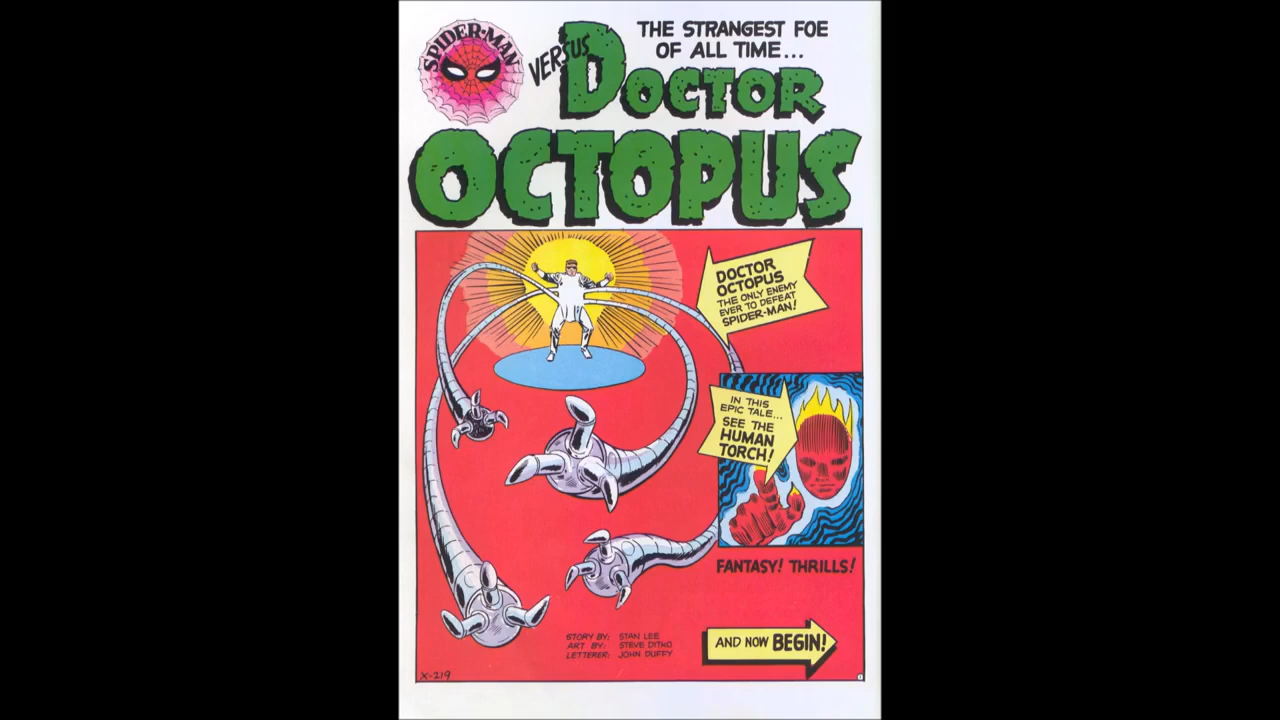 SPIDER-MAN
VERSUS
THE STRANGEST FOE
OF ALL TIME...
DOCTOR
OCTOPUS
DOCTOR
OCTOPUS
THE ONLY ENEMY
EVER TO DEFEAT
SPIDER-MAN!
IN THIS
EPIC TALE...
SEE THE
HUMAN
TORCH!
FANTASY! THRILLS!
STORY BY: STAN LEE
ART BY: STEVE DITKO
LETTERER: JOHN DUFFY
AND NOW BEGIN!
X-219
1